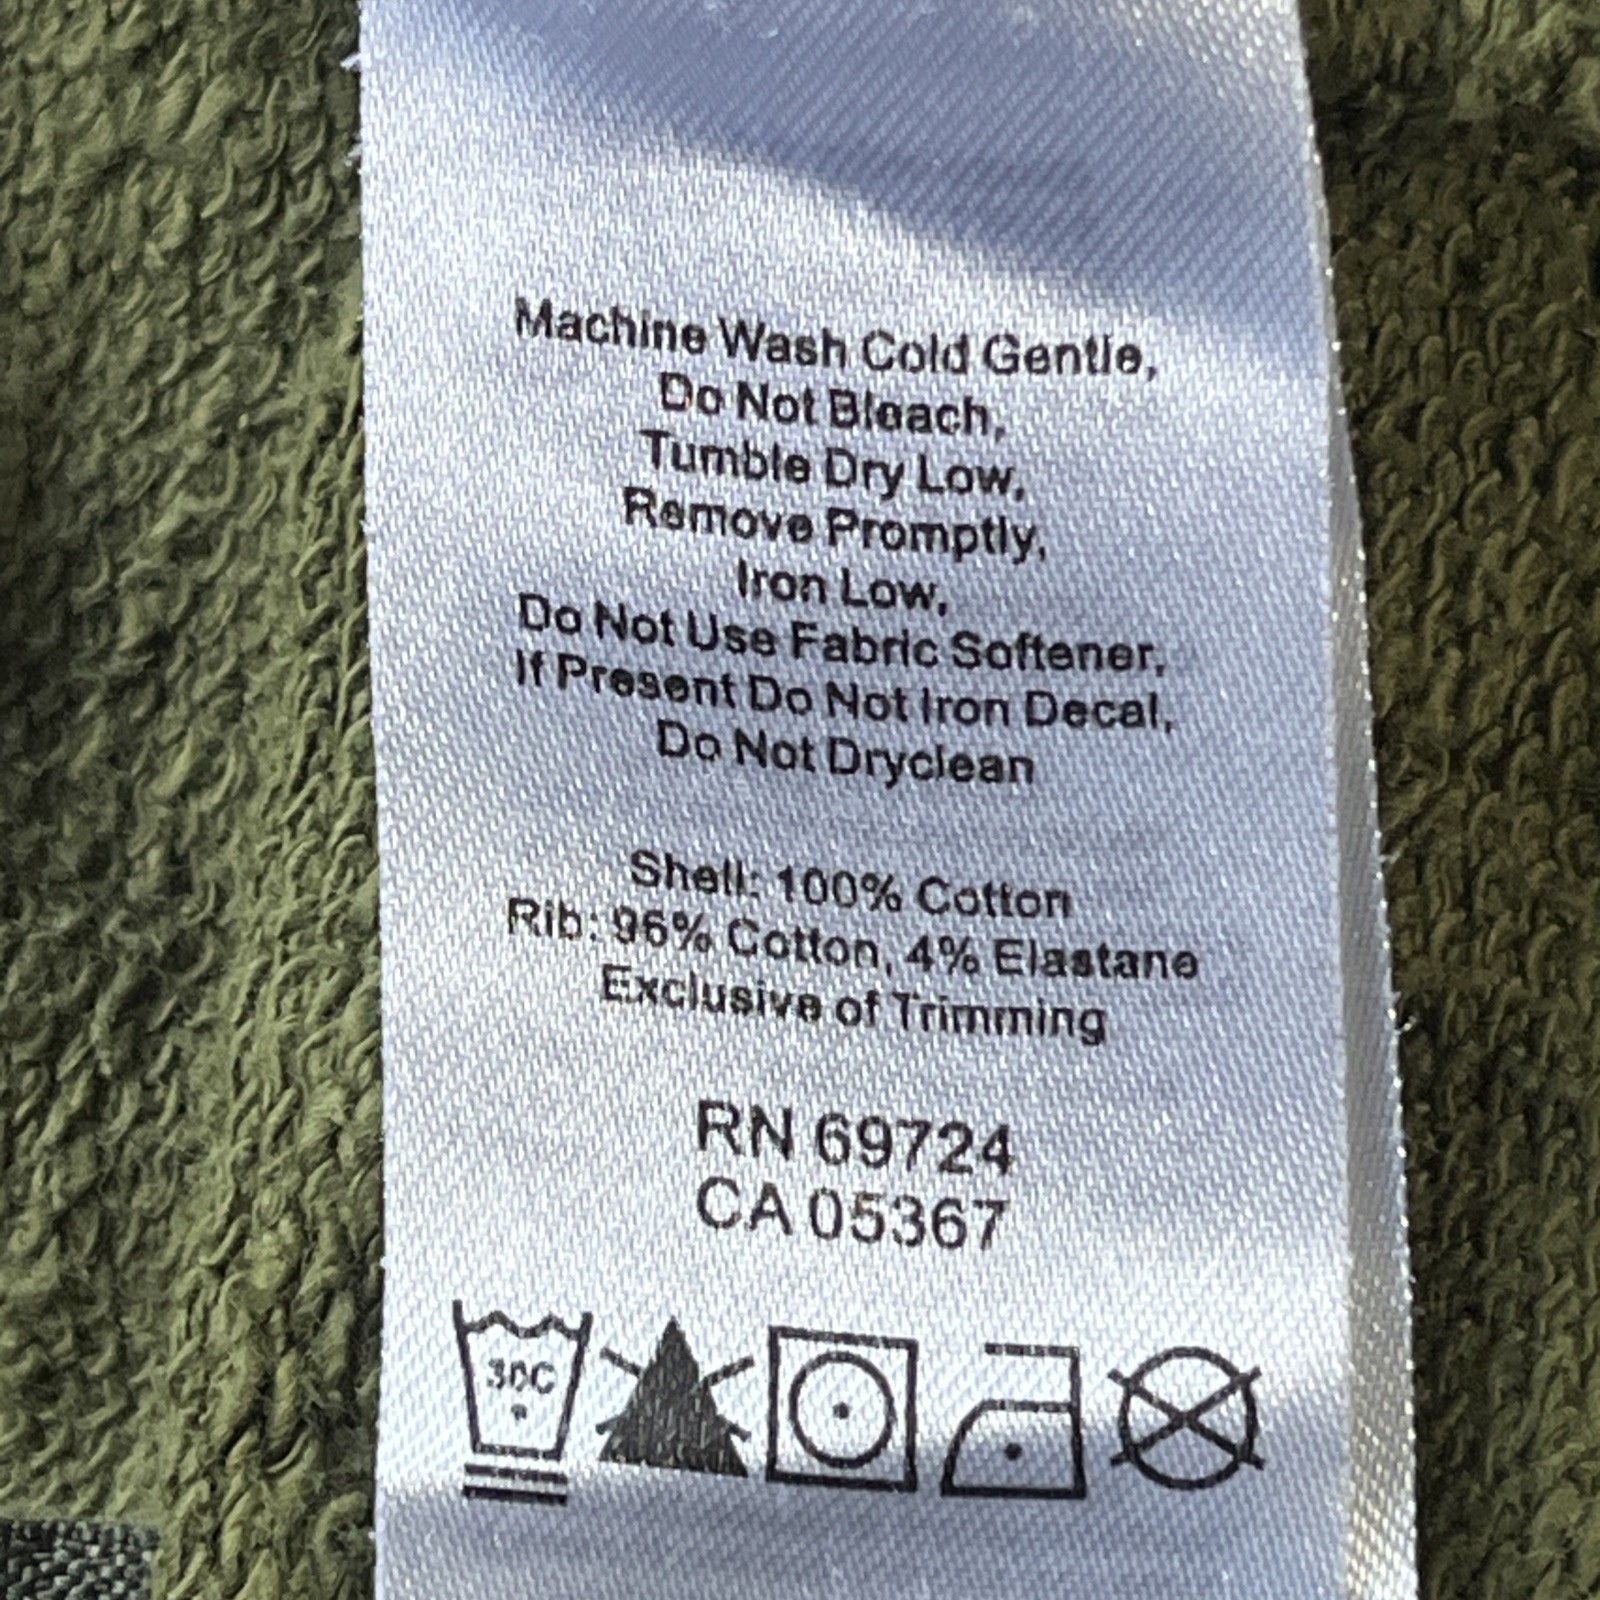 Machine Wash Cold Gentle,
Do Not Bleach,
Tumble Dry Low,
Remove Promptly,
Iron Low,
Do Not Use Fabric Softener,
If Present Do Not Iron Decal,
Do Not Dryclean
Shell: 100% Cotton
Rib: 96% Cotton, 4% Elastane
Exclusive of Trimming
RN 69724
CA 05367
30C